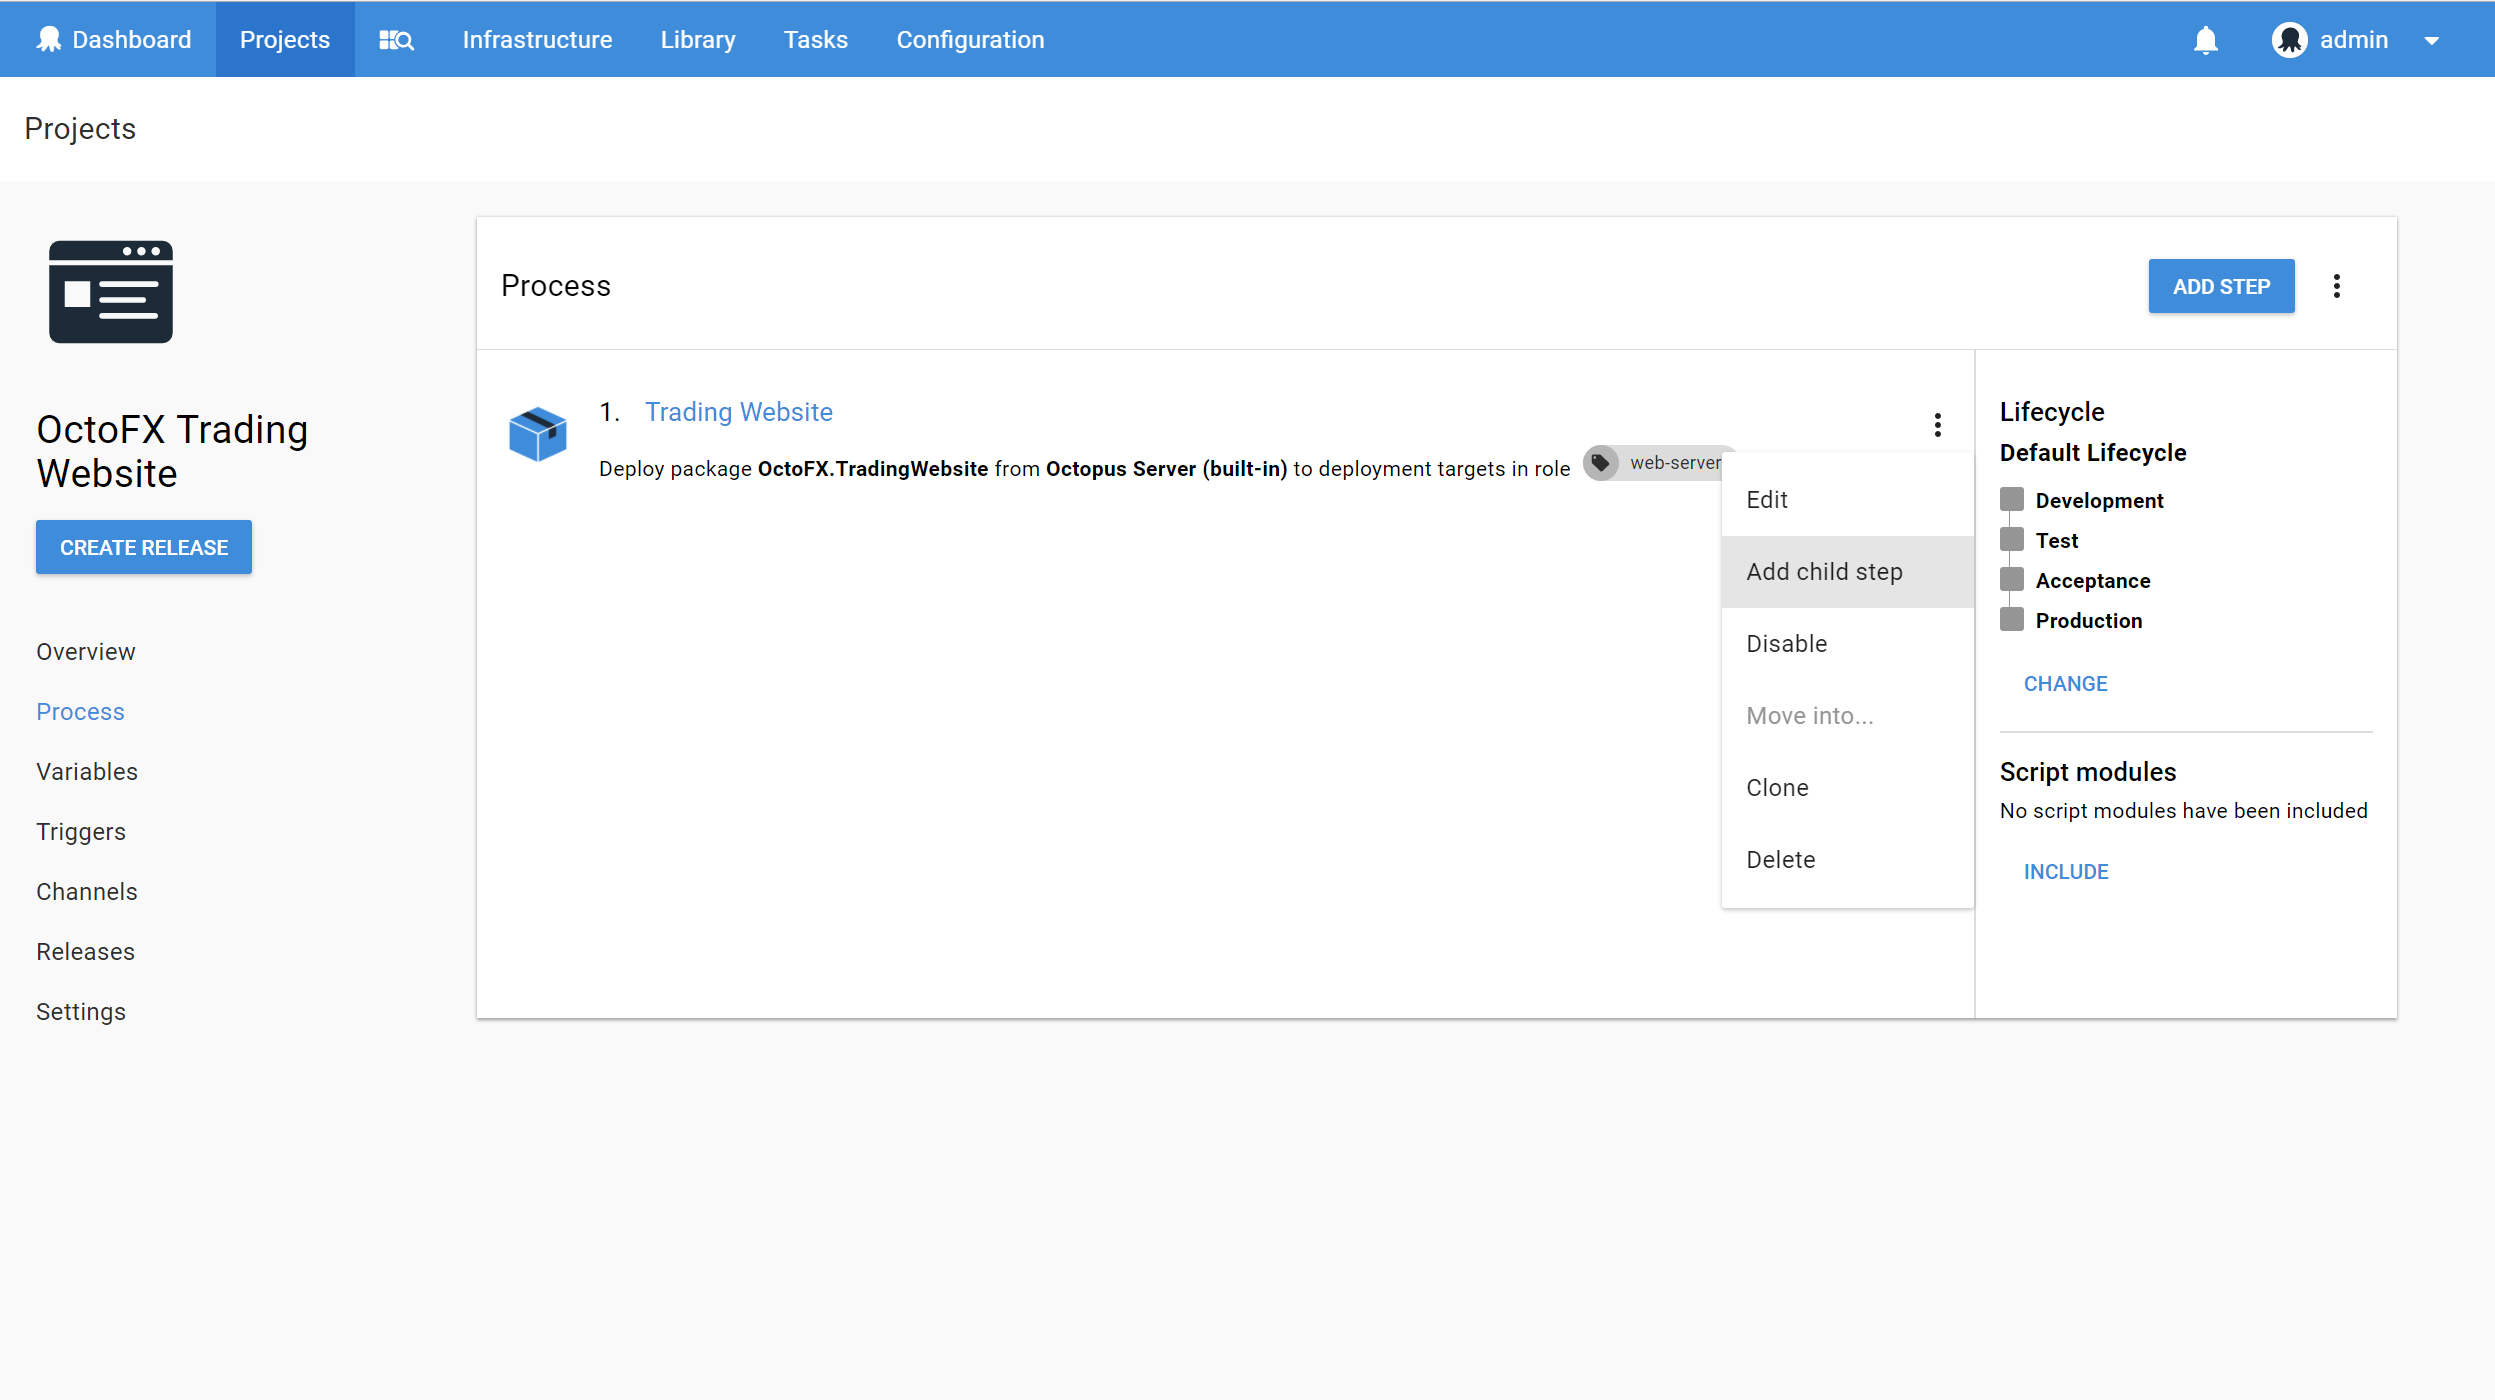 Dashboard
Projects
Infrastructure
Library
Tasks
Configuration
admin
Projects
OctoFX Trading
Website
CREATE RELEASE
Overview
Process
Variables
Triggers
Channels
Releases
Settings
Process
ADD STEP
1. Trading Website
Deploy package OctoFX.TradingWebsite from Octopus Server (built-in) to deployment targets in role web-server
Edit
Add child step
Disable
Move into...
Clone
Delete
Lifecycle
Default Lifecycle
Development
Test
Acceptance
Production
CHANGE
Script modules
No script modules have been included
INCLUDE